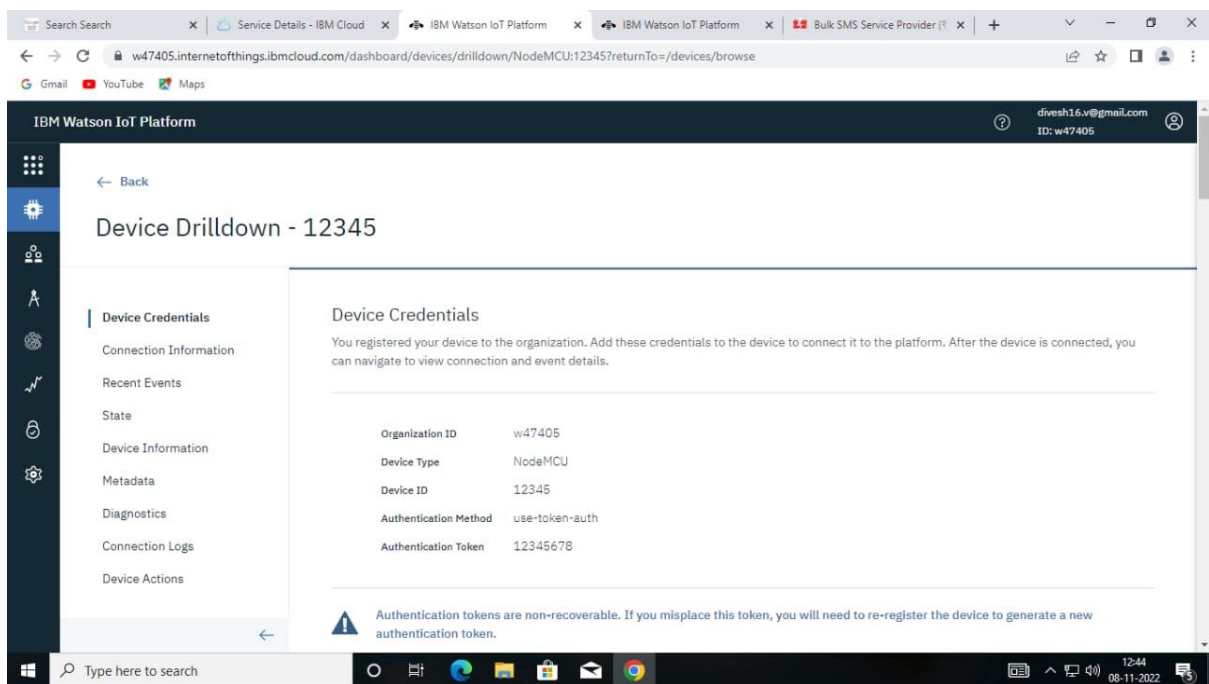 Search Search
Service Details - IBM Cloud
IBM Watson IoT Platform
IBM Watson IoT Platform
Bulk SMS Service Provider
w47405.internetofthings.ibmcloud.com/dashboard/devices/drilldown/NodeMCU:12345?returnTo=/devices/browse
Gmail YouTube Maps
IBM Watson IoT Platform
divesh16.v@gmail.com
ID: w47405
← Back
Device Drilldown - 12345
Device Credentials
Connection Information
Recent Events
State
Device Information
Metadata
Diagnostics
Connection Logs
Device Actions
Device Credentials
You registered your device to the organization. Add these credentials to the device to connect it to the platform. After the device is connected, you
can navigate to view connection and event details.
Organization ID w47405
Device Type NodeMCU
Device ID 12345
Authentication Method use-token-auth
Authentication Token 12345678
Authentication tokens are non-recoverable. If you misplace this token, you will need to re-register the device to generate a new
authentication token.
Type here to search
12:44
08-11-2022
5